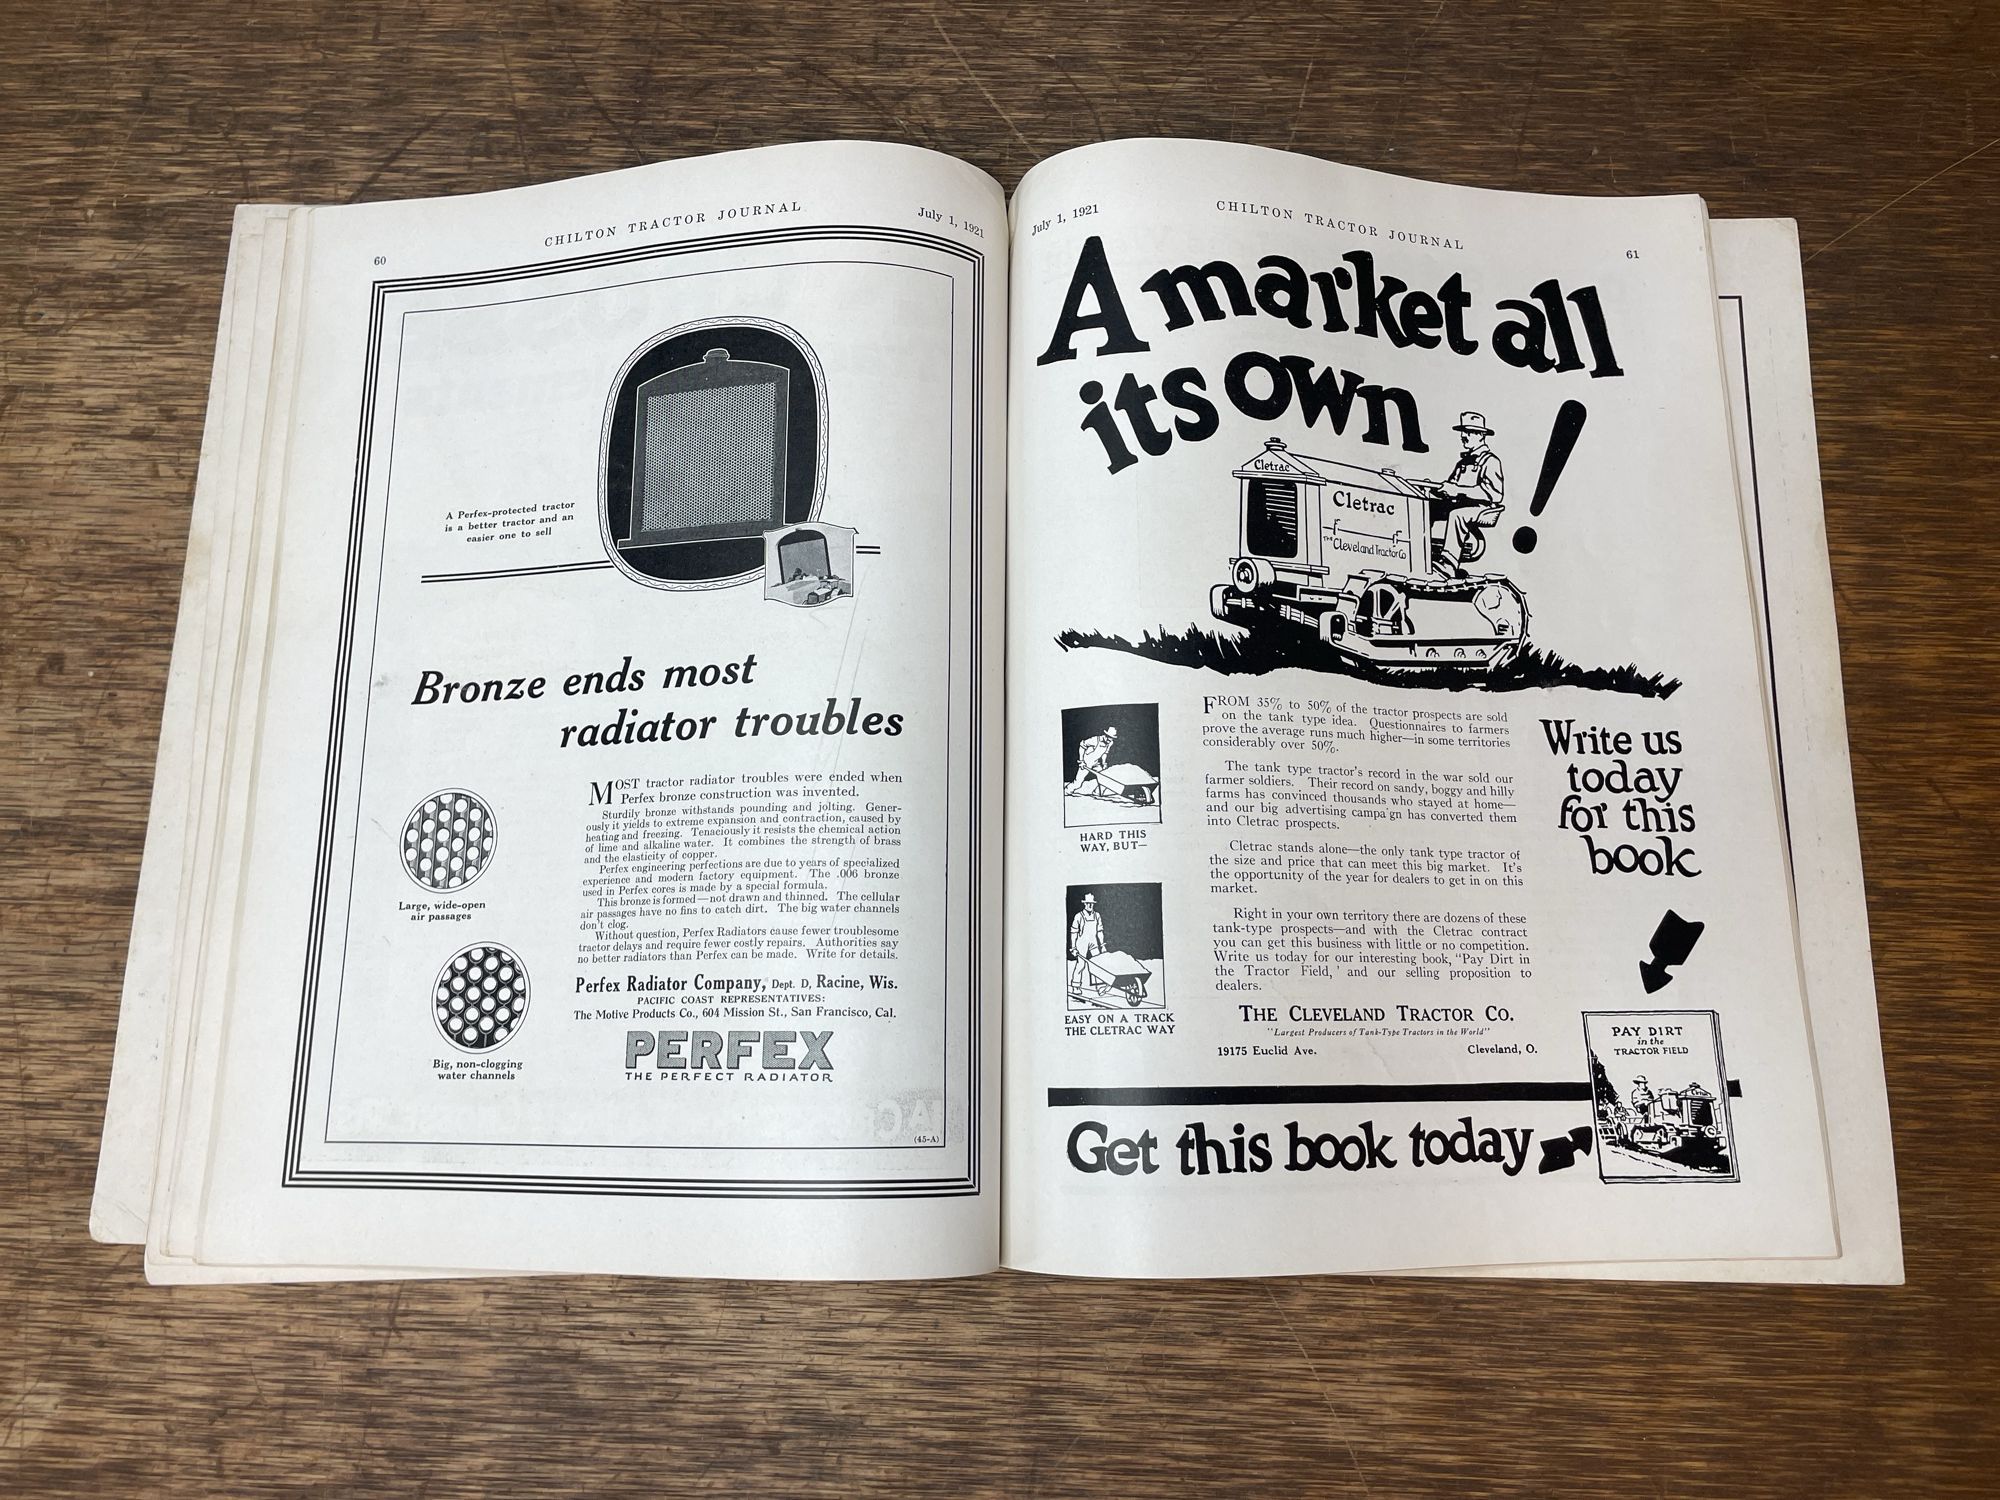 60
CHILTON TRACTOR JOURNAL
July 1, 1921
A Perfex-protected tractor
is a better tractor and an
easier one to sell
Bronze ends most
radiator troubles
MOST tractor radiator troubles were ended when
Perfex bronze construction was invented.
Sturdily bronze withstands pounding and jolting. Gener-
ously it yields to extreme expansion and contraction, caused by
heating and freezing. Tenaciously it resists the chemical action
of lime and alkaline water. It combines the strength of brass
and the elasticity of copper.
Perfex engineering perfections are due to years of specialized
experience and modern factory equipment. The .006 bronze
used in Perfex cores is made by a special formula.
This bronze is formed—not drawn and thinned. The cellular
air passages have no fins to catch dirt. The big water channels
don't clog.
Without question, Perfex Radiators cause fewer troublesome
tractor delays and require fewer costly repairs. Authorities say
no better radiators than Perfex can be made. Write for details.
Large, wide-open
air passages
Big, non-clogging
water channels
Perfex Radiator Company, Dept. D, Racine, Wis.
PACIFIC COAST REPRESENTATIVES:
The Motive Products Co., 604 Mission St., San Francisco, Cal.
PERFEX
THE PERFECT RADIATOR
(45-A)
July 1, 1921
CHILTON TRACTOR JOURNAL
61
A market all
its own!
Cletrac
Cletrac
The Cleveland Tractor Co
FROM 35% to 50% of the tractor prospects are sold
on the tank type idea. Questionnaires to farmers
prove the average runs much higher—in some territories
considerably over 50%.
The tank type tractor's record in the war sold our
farmer soldiers. Their record on sandy, boggy and hilly
farms has convinced thousands who stayed at home—
and our big advertising campa'gn has converted them
into Cletrac prospects.
Cletrac stands alone—the only tank type tractor of
the size and price that can meet this big market. It's
the opportunity of the year for dealers to get in on this
market.
Right in your own territory there are dozens of these
tank-type prospects—and with the Cletrac contract
you can get this business with little or no competition.
Write us today for our interesting book, "Pay Dirt in
the Tractor Field,' and our selling proposition to
dealers.
HARD THIS
WAY, BUT—
EASY ON A TRACK
THE CLETRAC WAY
Write us
today
for this
book
THE CLEVELAND TRACTOR CO.
"Largest Producers of Tank-Type Tractors in the World"
19175 Euclid Ave. Cleveland, O.
PAY DIRT
in the
TRACTOR FIELD
Cletrac
Get this book today